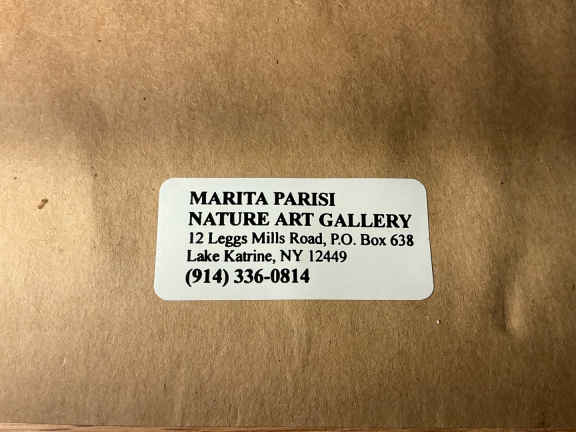 MARITA PARISI
NATURE ART GALLERY
12 Leggs Mills Road, P.O. Box 638
Lake Katrine, NY 12449
(914) 336-0814